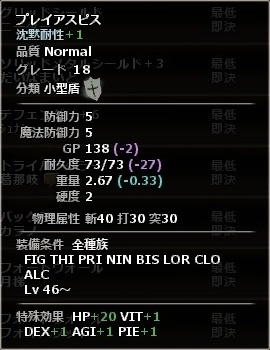 プレイアスピス
沈黙耐性+1
品質 Normal
グレード 18
分類 小型盾
防御力 5
魔法防御力 5
GP 138 (-2)
耐久度 73/73 (-27)
重量 2.67 (-0.33)
硬度 2
物理属性 斬40 打30 突30
装備条件 全種族
FIG THI PRI NIN BIS LOR CLO
ALC
Lv 46～
特殊効果 HP+20 VIT+1
DEX+1 AGI+1 PIE+1